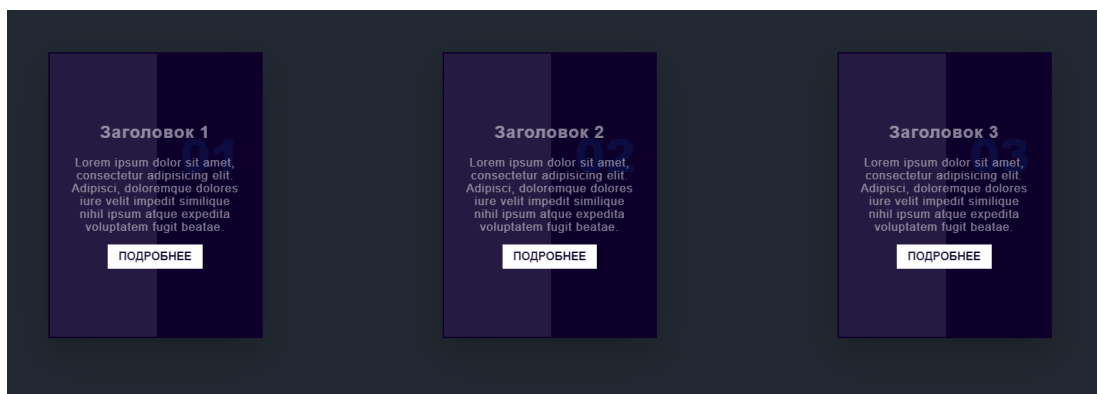 Заголовок 1
01
Lorem ipsum dolor sit amet,
consectetur adipisicing elit.
Adipisci, doloremque dolores
iure velit impedit similique
nihil ipsum atque expedita
voluptatem fugit beatae.
ПОДРОБНЕЕ
Заголовок 2
02
Lorem ipsum dolor sit amet,
consectetur adipisicing elit.
Adipisci, doloremque dolores
iure velit impedit similique
nihil ipsum atque expedita
voluptatem fugit beatae.
ПОДРОБНЕЕ
Заголовок 3
03
Lorem ipsum dolor sit amet,
consectetur adipisicing elit.
Adipisci, doloremque dolores
iure velit impedit similique
nihil ipsum atque expedita
voluptatem fugit beatae.
ПОДРОБНЕЕ